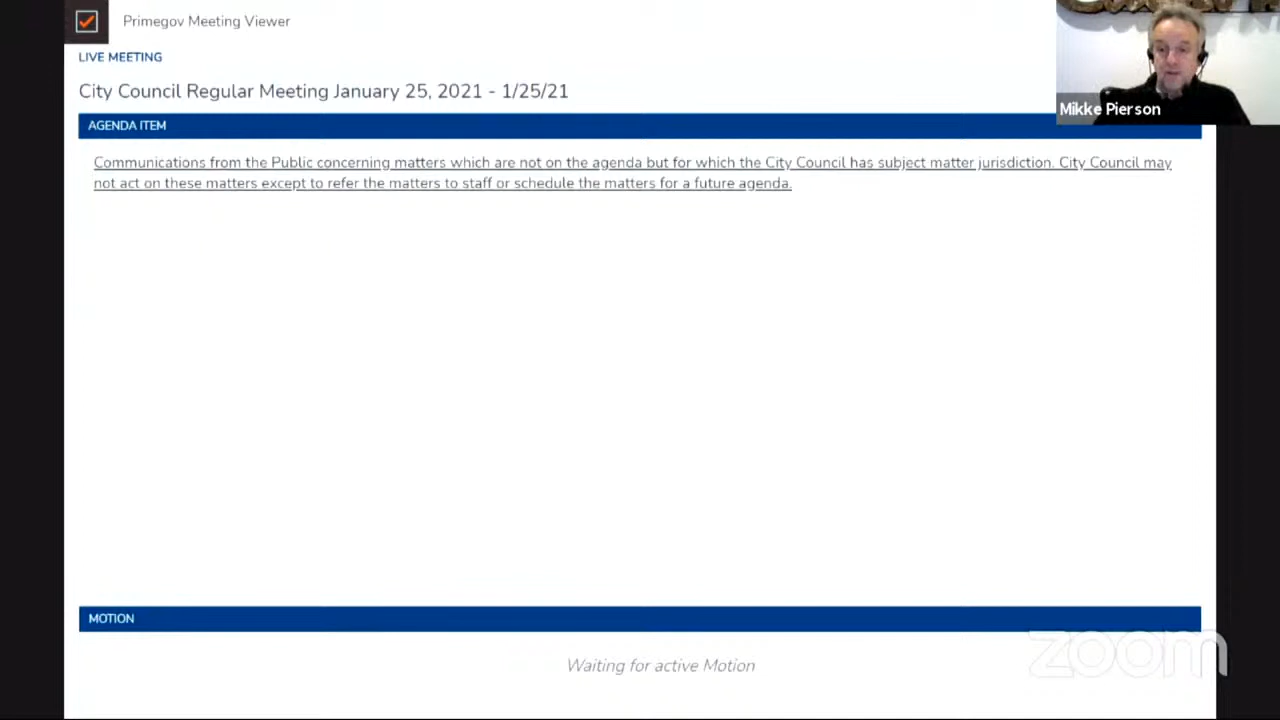 Primegov Meeting Viewer
LIVE MEETING
City Council Regular Meeting January 25, 2021 - 1/25/21
Mikke Pierson
AGENDA ITEM
Communications from the Public concerning matters which are not on the agenda but for which the City Council has subject matter jurisdiction. City Council may
not act on these matters except to refer the matters to staff or schedule the matters for a future agenda.
MOTION
Waiting for active Motion
zoom